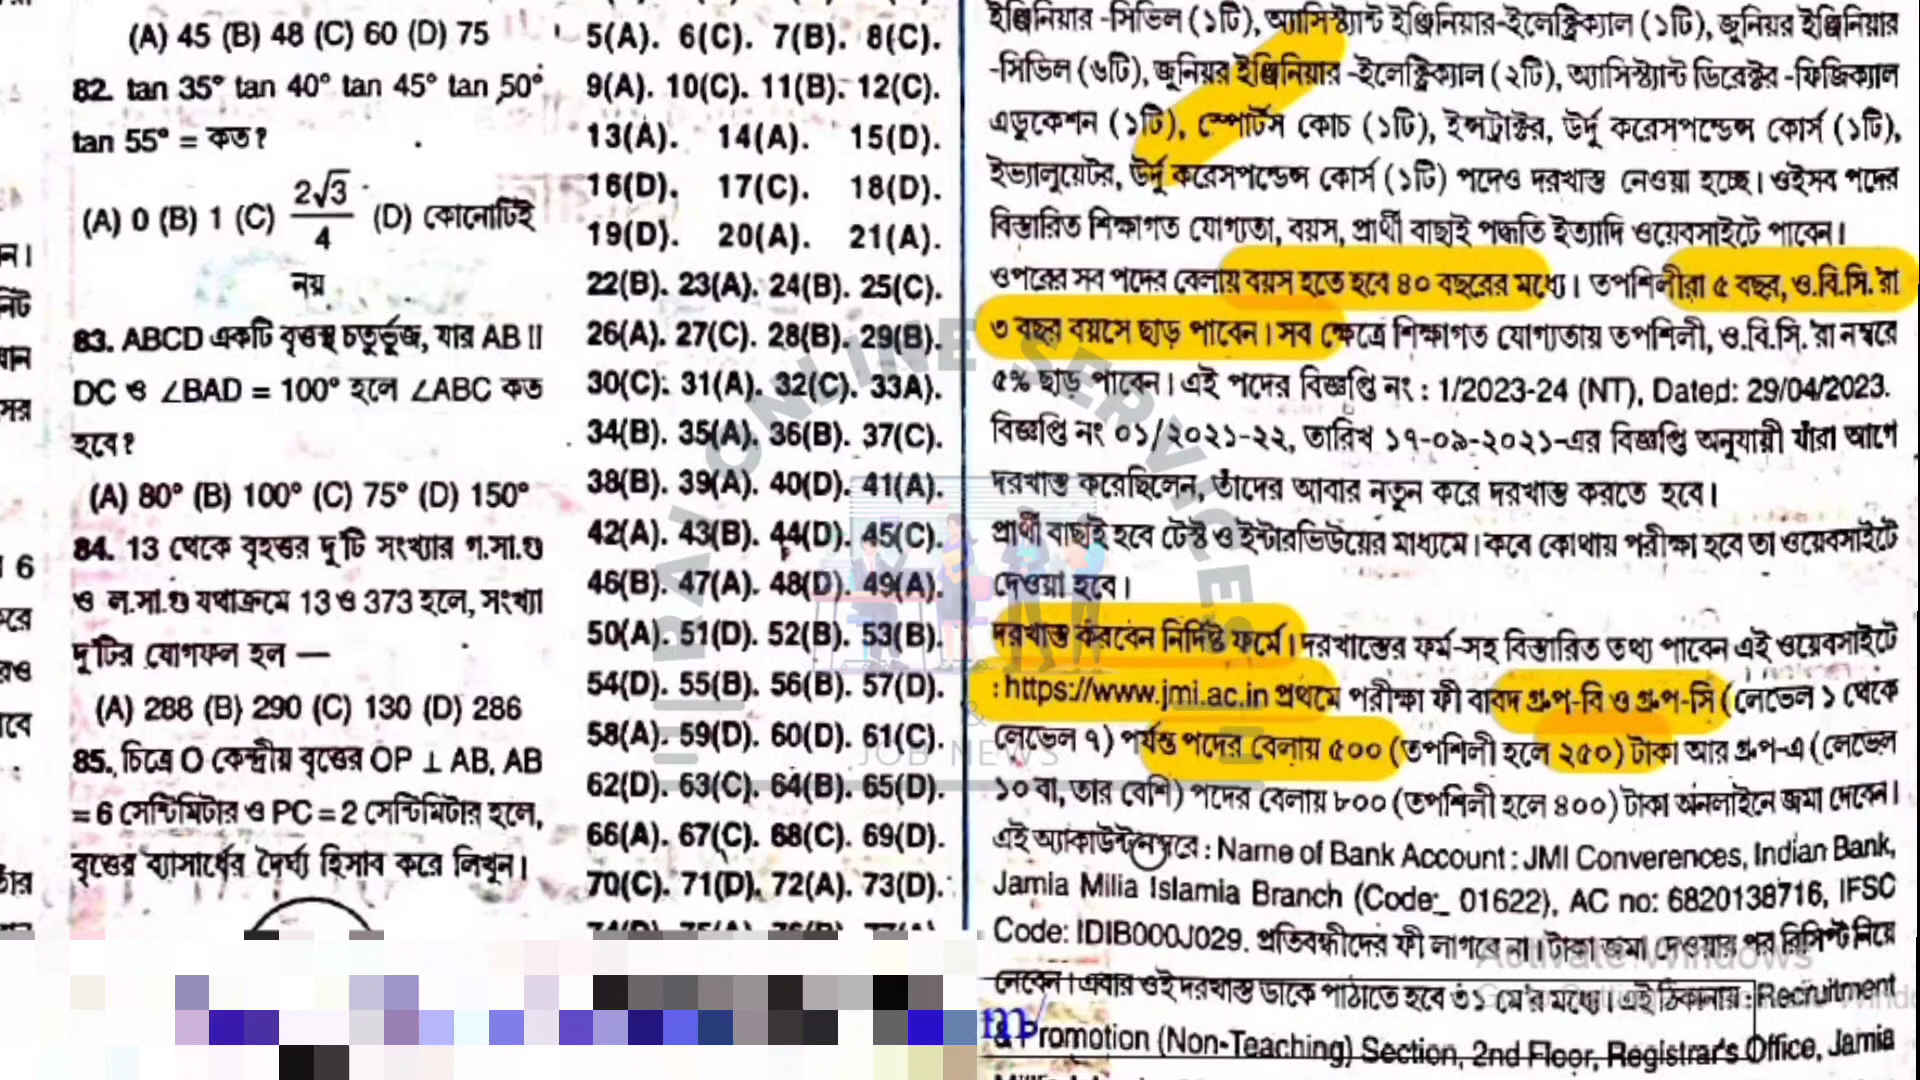 (A) 45 (B) 48 (C) 60 (D) 75
82. tan 35° tan 40° tan 45° tan 50°
tan 55° = কত?
(A) 0 (B) 1 (C) 2√3/4 (D) কোনোটিই
নয়
83. ABCD একটি বৃত্তস্থ চতুর্ভূজ, যার AB ||
DC ও ∠BAD = 100° হলে ∠ABC কত
হবে?
(A) 80° (B) 100° (C) 75° (D) 150°
84. 13 থেকে বৃহত্তর দু'টি সংখ্যার গ.সা.গু
ও ল.সা.গু যথাক্রমে 13 ও 373 হলে, সংখ্যা
দু'টির যোগফল হল —
(A) 288 (B) 290 (C) 130 (D) 286
85. চিত্রে O কেন্দ্রীয় বৃত্তের OP ⊥ AB, AB
= 6 সেন্টিমিটার ও PC = 2 সেন্টিমিটার হলে,
বৃত্তের ব্যাসার্ধের দৈর্ঘ্য হিসাব করে লিখুন।
5(A). 6(C). 7(B). 8(C).
9(A). 10(C). 11(B). 12(C).
13(A). 14(A). 15(D).
16(D). 17(C). 18(D).
19(D). 20(A). 21(A).
22(B). 23(A). 24(B). 25(C).
26(A). 27(C). 28(B). 29(B).
30(C). 31(A). 32(C). 33A).
34(B). 35(A). 36(B). 37(C).
38(B). 39(A). 40(D). 41(A).
42(A). 43(B). 44(D). 45(C).
46(B). 47(A). 48(D). 49(A).
50(A). 51(D). 52(B). 53(B).
54(D). 55(B). 56(B). 57(D).
58(A). 59(D). 60(D). 61(C).
62(D). 63(C). 64(B). 65(D).
66(A). 67(C). 68(C). 69(D).
70(C). 71(D). 72(A). 73(D).
ইঞ্জিনিয়ার -সিভিল (১টি), অ্যাসিস্ট্যান্ট ইঞ্জিনিয়ার-ইলেক্ট্রিক্যাল (১টি), জুনিয়র ইঞ্জিনিয়ার
-সিভিল (৬টি), জুনিয়র ইঞ্জিনিয়ার -ইলেক্ট্রিক্যাল (২টি), অ্যাসিস্ট্যান্ট ডিরেক্টর -ফিজিক্যাল
এডুকেশন (১টি), স্পোর্টস কোচ (১টি), ইন্সট্রাক্টর, উর্দু করেসপন্ডেন্স কোর্স (১টি),
ইভ্যালুয়েটর, উর্দু করেসপন্ডেন্স কোর্স (১টি) পদেও দরখাস্ত নেওয়া হচ্ছে। ওইসব পদের
বিস্তারিত শিক্ষাগত যোগ্যতা, বয়স, প্রার্থী বাছাই পদ্ধতি ইত্যাদি ওয়েবসাইটে পাবেন।
ওপরের সব পদের বেলায় বয়স হতে হবে ৪০ বছরের মধ্যে। তপশিলীরা ৫ বছর, ও.বি.সি.'রা
৩ বছর বয়সে ছাড় পাবেন। সব ক্ষেত্রে শিক্ষাগত যোগ্যতায় তপশিলী, ও.বি.সি.'রা নম্বরে
৫% ছাড় পাবেন। এই পদের বিজ্ঞপ্তি নং : 1/2023-24 (NT), Dated: 29/04/2023.
বিজ্ঞপ্তি নং ০১/২০২১-২২, তারিখ ১৭-০৯-২০২১-এর বিজ্ঞপ্তি অনুযায়ী যাঁরা আগে
দরখাস্ত করেছিলেন, তাঁদের আবার নতুন করে দরখাস্ত করতে হবে।
প্রার্থী বাছাই হবে টেস্ট ও ইন্টারভিউয়ের মাধ্যমে। কবে কোথায় পরীক্ষা হবে তা ওয়েবসাইটে
দেওয়া হবে।
দরখাস্ত করবেন নির্দিষ্ট ফর্মে। দরখাস্তের ফর্ম-সহ বিস্তারিত তথ্য পাবেন এই ওয়েবসাইটে
: https://www.jmi.ac.in প্রথমে পরীক্ষা ফী বাবদ গ্রুপ-বি ও গ্রুপ-সি (লেভেল ১ থেকে
লেভেল ৭) পর্যন্ত পদের বেলায় ৫০০ (তপশিলী হলে ২৫০) টাকা আর গ্রুপ-এ (লেভেল
১০ বা, তার বেশি) পদের বেলায় ৮০০ (তপশিলী হলে ৪০০) টাকা অনলাইনে জমা দেবেন।
এই অ্যাকাউন্ট নম্বরে : Name of Bank Account : JMI Converences, Indian Bank,
Jamia Milia Islamia Branch (Code:_ 01622), AC no: 6820138716, IFSC
Code: IDIB000J029. প্রতিবন্ধীদের ফী লাগবে না। টাকা জমা দেওয়ার পর রিসিপ্ট নিয়ে
নেবেন। এবার ওই দরখাস্ত ডাকে পাঠাতে হবে ৩১ মে'র মধ্যে। এই ঠিকানায় : Recruitment
& Promotion (Non-Teaching) Section, 2nd Floor, Registrar's Office, Jamia
ONLINE SERVICES
&
JOB NEWS
Activate Windows